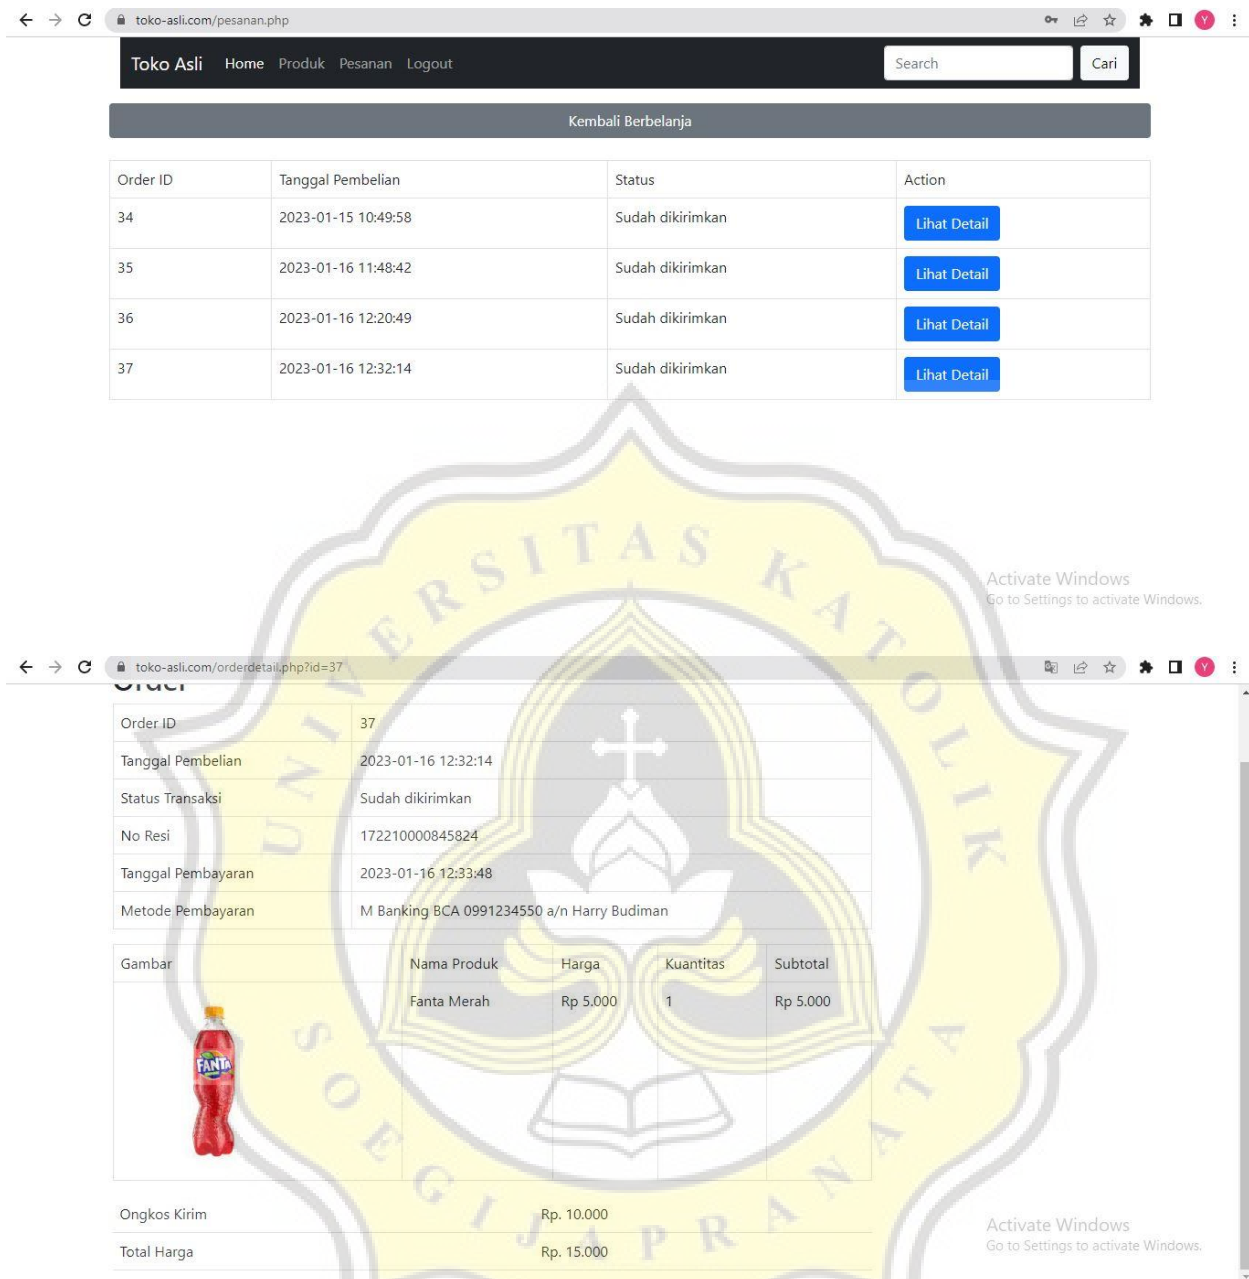 toko-asli.com/pesanan.php
Toko Asli Home Produk Pesanan Logout Search Cari
Kembali Berbelanja
Order ID Tanggal Pembelian Status Action
34 2023-01-15 10:49:58 Sudah dikirimkan Lihat Detail
35 2023-01-16 11:48:42 Sudah dikirimkan Lihat Detail
36 2023-01-16 12:20:49 Sudah dikirimkan Lihat Detail
37 2023-01-16 12:32:14 Sudah dikirimkan Lihat Detail
UNIVERSITAS KATOLIK
Activate Windows
Go to Settings to activate Windows.
toko-asli.com/orderdetail.php?id=37
Order
Order ID 37
Tanggal Pembelian 2023-01-16 12:32:14
Status Transaksi Sudah dikirimkan
No Resi 172210000845824
Tanggal Pembayaran 2023-01-16 12:33:48
Metode Pembayaran M Banking BCA 0991234550 a/n Harry Budiman
Gambar Nama Produk Harga Kuantitas Subtotal
FANTA Fanta Merah Rp 5.000 1 Rp 5.000
SOEGIJAPRANATA
Ongkos Kirim Rp. 10.000
Total Harga Rp. 15.000
Activate Windows
Go to Settings to activate Windows.